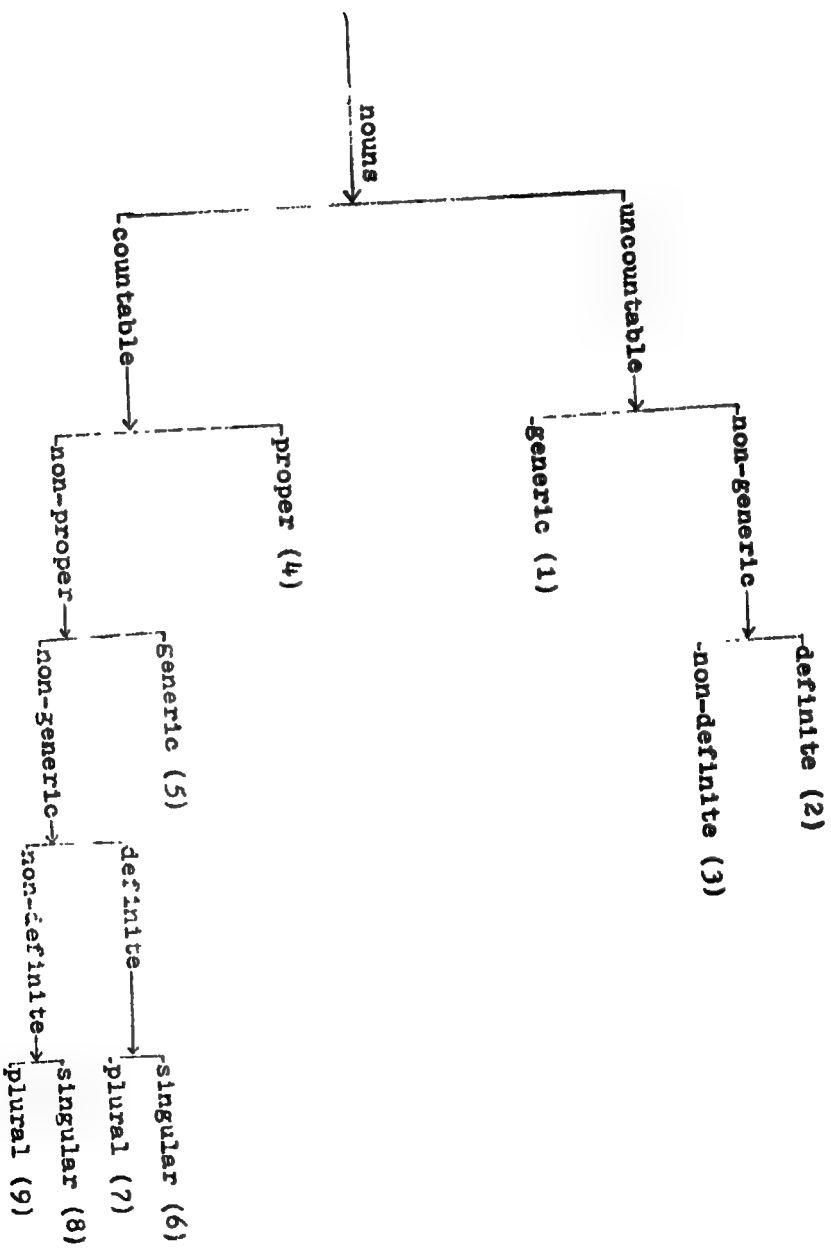 nouns
uncountable
non-generic
definite (2)
non-definite (3)
generic (1)
countable
proper (4)
non-proper
generic (5)
non-generic
definite
singular (6)
plural (7)
non-definite
singular (8)
plural (9)